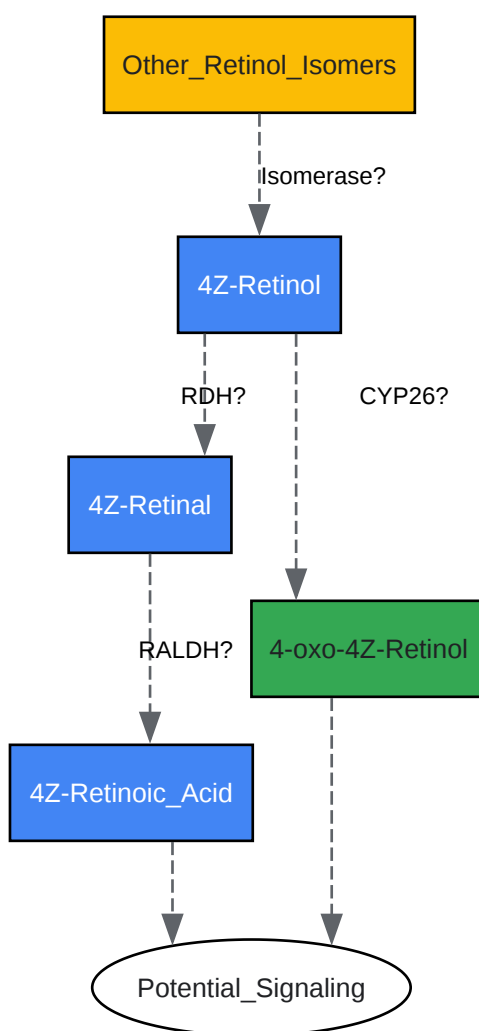 Other_Retinol_Isomers
Isomerase?
4Z-Retinol
RDH?
CYP26?
4Z-Retinal
RALDH?
4-oxo-4Z-Retinol
4Z-Retinoic_Acid
Potential_Signaling